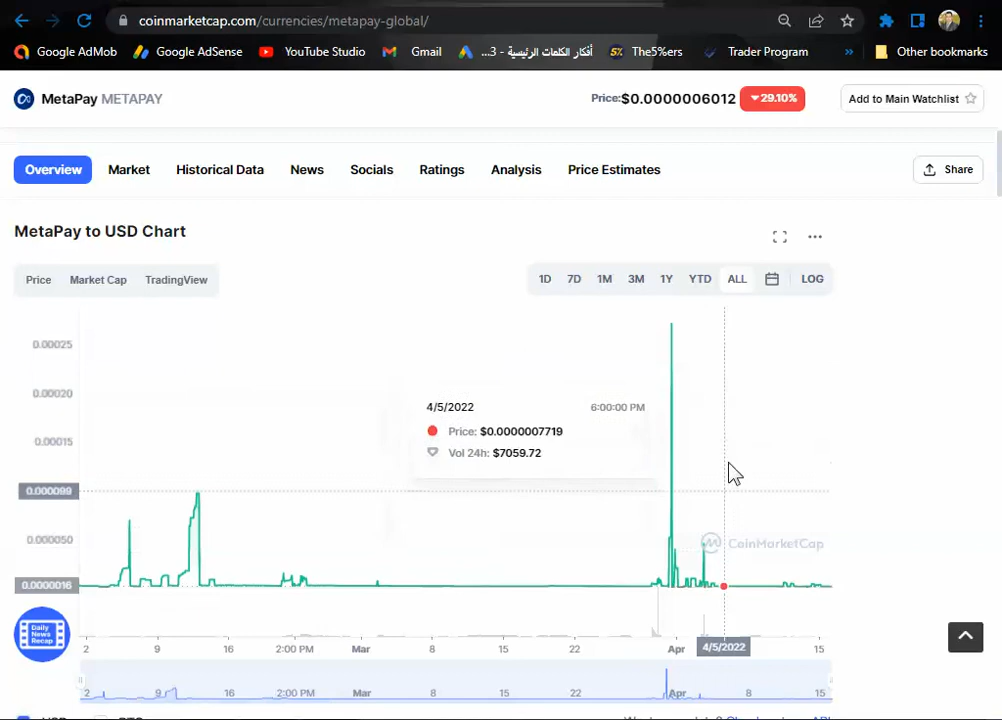 coinmarketcap.com/currencies/metapay-global/
Google AdMob Google AdSense YouTube Studio Gmail أفكار الكلمات الرئيسية - 3... The5%ers Trader Program » Other bookmarks
MetaPay METAPAY Price:$0.0000006012 29.10% Add to Main Watchlist
Overview Market Historical Data News Socials Ratings Analysis Price Estimates Share
MetaPay to USD Chart
Price Market Cap TradingView 1D 7D 1M 3M 1Y YTD ALL LOG
0.00025
0.00020
0.00015
0.000099
0.000050
0.0000016
4/5/2022 6:00:00 PM
Price: $0.0000007719
Vol 24h: $7059.72
CoinMarketCap
Daily
News
Recap
2 9 16 2:00 PM Mar 8 15 22 Apr 4/5/2022 15
2 9 16 2:00 PM Mar 8 15 22 Apr 8 15